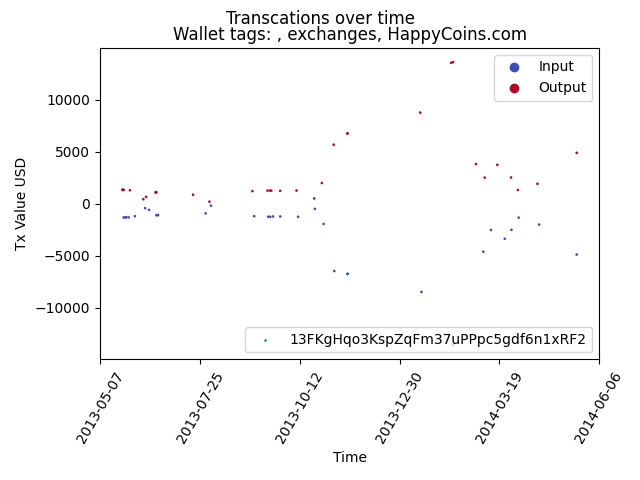 Transcations over time
Wallet tags: , exchanges, HappyCoins.com
Input
Output
10000
5000
0
−5000
−10000
Tx Value USD
13FKgHqo3KspZqFm37uPPpc5gdf6n1xRF2
2013-05-07
2013-07-25
2013-10-12
2013-12-30
2014-03-19
2014-06-06
Time